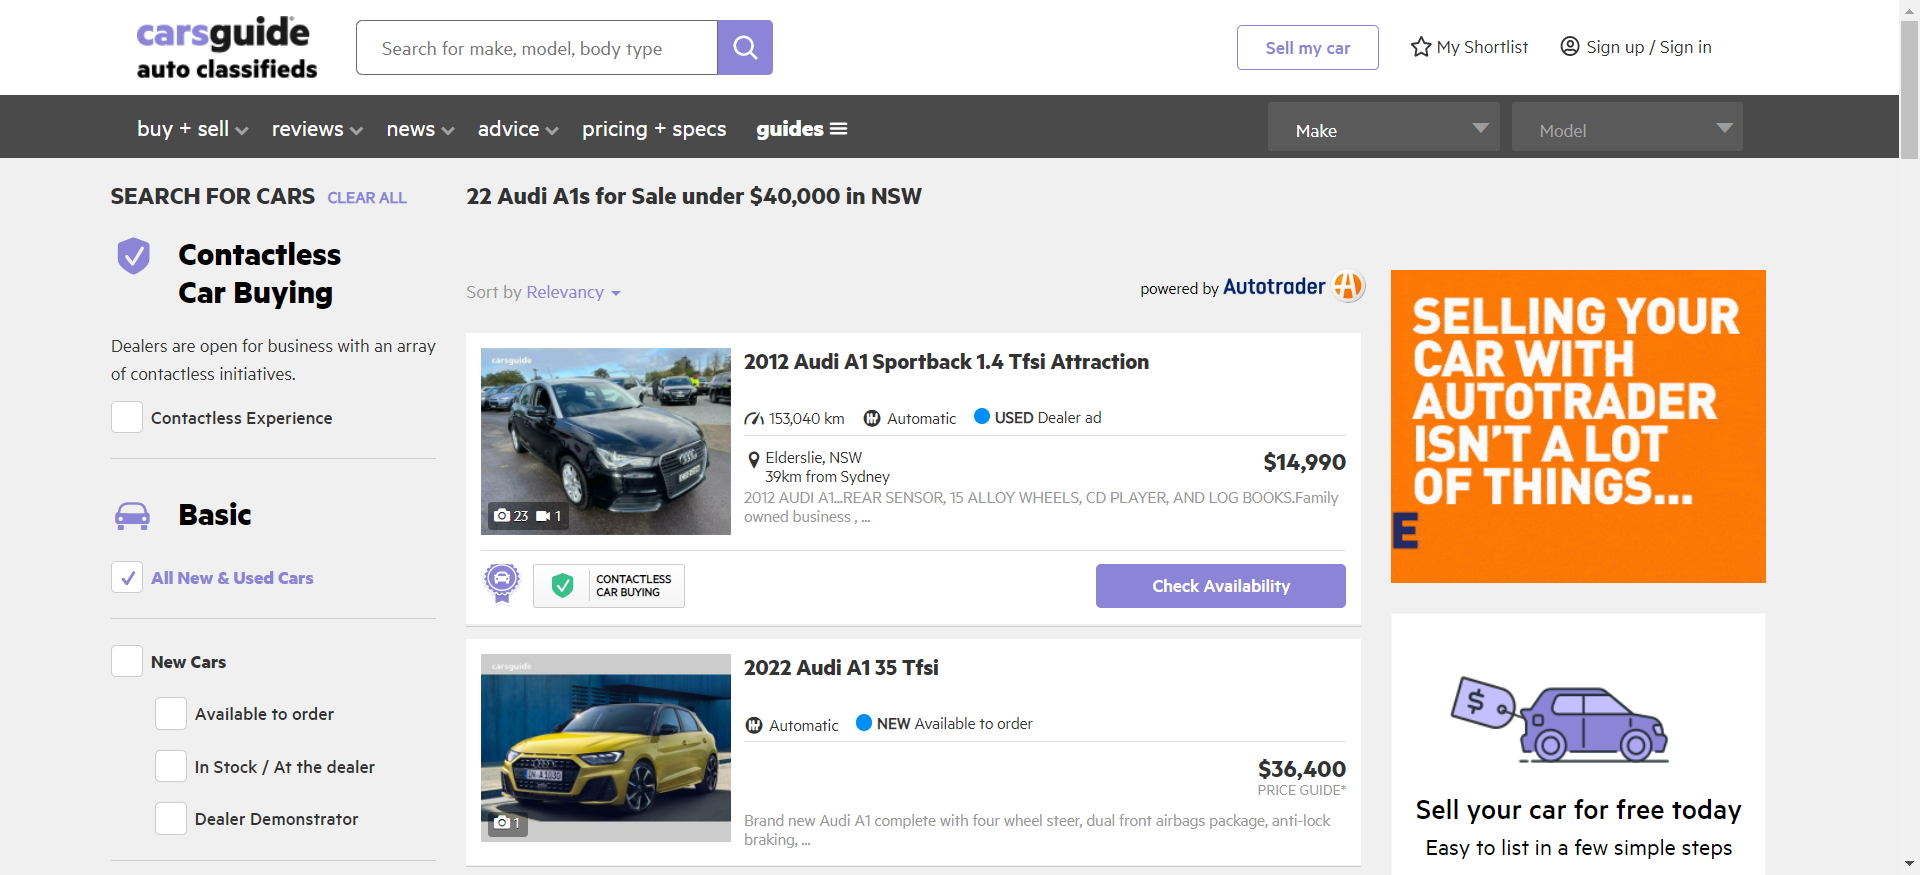 carsguide
auto classifieds
Search for make, model, body type
Sell my car
My Shortlist
Sign up / Sign in
buy + sell
reviews
news
advice
pricing + specs
guides
Make
Model
SEARCH FOR CARS CLEAR ALL
Contactless
Car Buying
Dealers are open for business with an array
of contactless initiatives.
Contactless Experience
Basic
All New & Used Cars
New Cars
Available to order
In Stock / At the dealer
Dealer Demonstrator
22 Audi A1s for Sale under $40,000 in NSW
Sort by Relevancy
powered by Autotrader
carsguide
23 1
2012 Audi A1 Sportback 1.4 Tfsi Attraction
153,040 km Automatic USED Dealer ad
Elderslie, NSW
39km from Sydney
$14,990
2012 AUDI A1...REAR SENSOR, 15 ALLOY WHEELS, CD PLAYER, AND LOG BOOKS.Family
owned business , ...
CONTACTLESS
CAR BUYING
Check Availability
carsguide
1
2022 Audi A1 35 Tfsi
Automatic NEW Available to order
$36,400
PRICE GUIDE*
Brand new Audi A1 complete with four wheel steer, dual front airbags package, anti-lock
braking, ...
SELLING YOUR
CAR WITH
AUTOTRADER
ISN'T A LOT
OF THINGS...
E
$
Sell your car for free today
Easy to list in a few simple steps